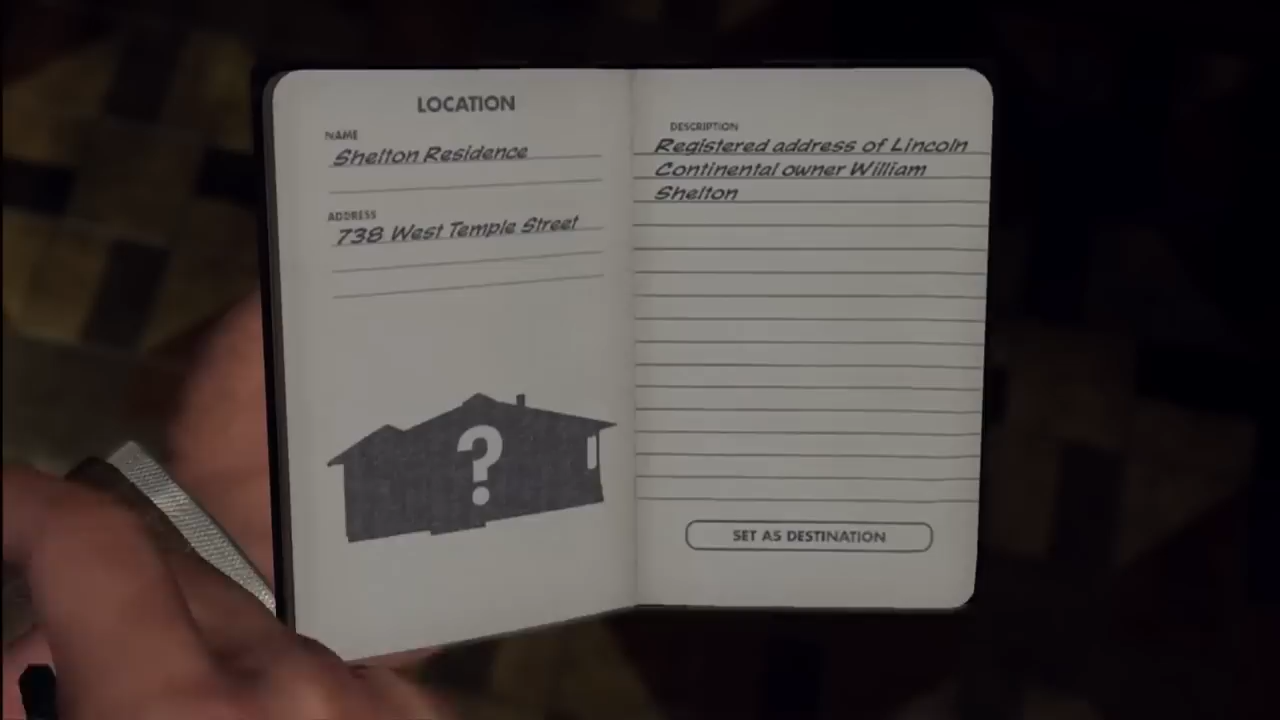 LOCATION
NAME
Shelton Residence
ADDRESS
738 West Temple Street
?
DESCRIPTION
Registered address of Lincoln
Continental owner William
Shelton
SET AS DESTINATION